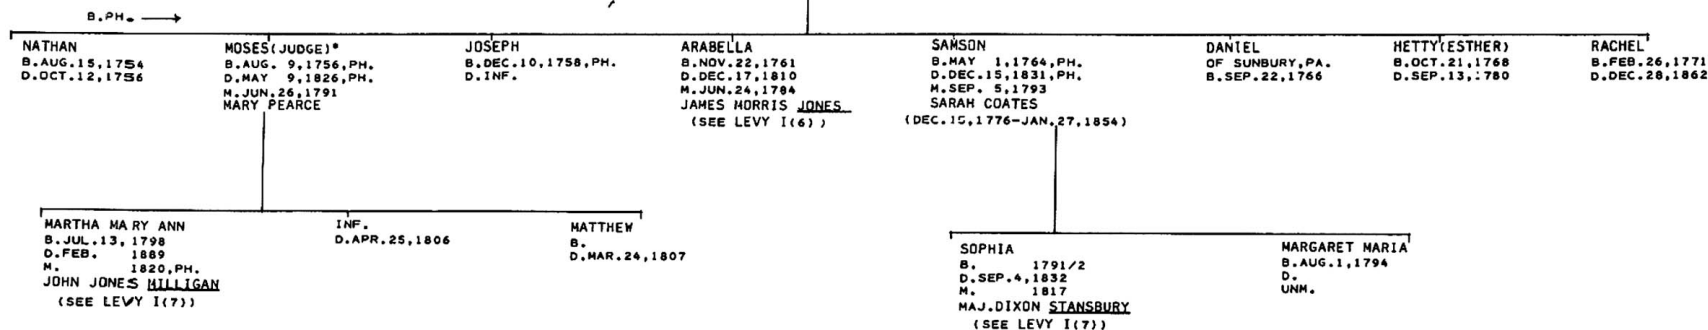 B.PH.
NATHAN
B.AUG.15,1754
D.OCT.12,1756
MOSES(JUDGE)*
B.AUG. 9,1756,PH.
D.MAY 9,1826,PH.
M.JUN.26,1791
MARY PEARCE
JOSEPH
B.DEC.10,1758,PH.
D.INF.
ARABELLA
B.NOV.22,1761
D.DEC.17,1810
M.JUN.24,1784
JAMES MORRIS JONES
(SEE LEVY I(6))
SAMSON
B.MAY 1,1764,PH.
D.DEC.15,1831,PH.
M.SEP. 5,1793
SARAH COATES
(DEC.15,1776-JAN.27,1854)
DANIEL
OF SUNBURY,PA.
B.SEP.22,1766
HETTY(ESTHER)
B.OCT.21,1768
D.SEP.13,1780
RACHEL
B.FEB.26,1771
D.DEC.28,1862
MARTHA MARY ANN
B.JUL.13,1798
D.FEB. 1889
M. 1820,PH.
JOHN JONES MILLIGAN
(SEE LEVY I(7))
INF.
D.APR.25,1806
MATTHEW
B.
D.MAR.24,1807
SOPHIA
B. 1791/2
D.SEP.4,1832
M. 1817
MAJ.DIXON STANSBURY
(SEE LEVY I(7))
MARGARET MARIA
B.AUG.1,1794
D.
UNM.